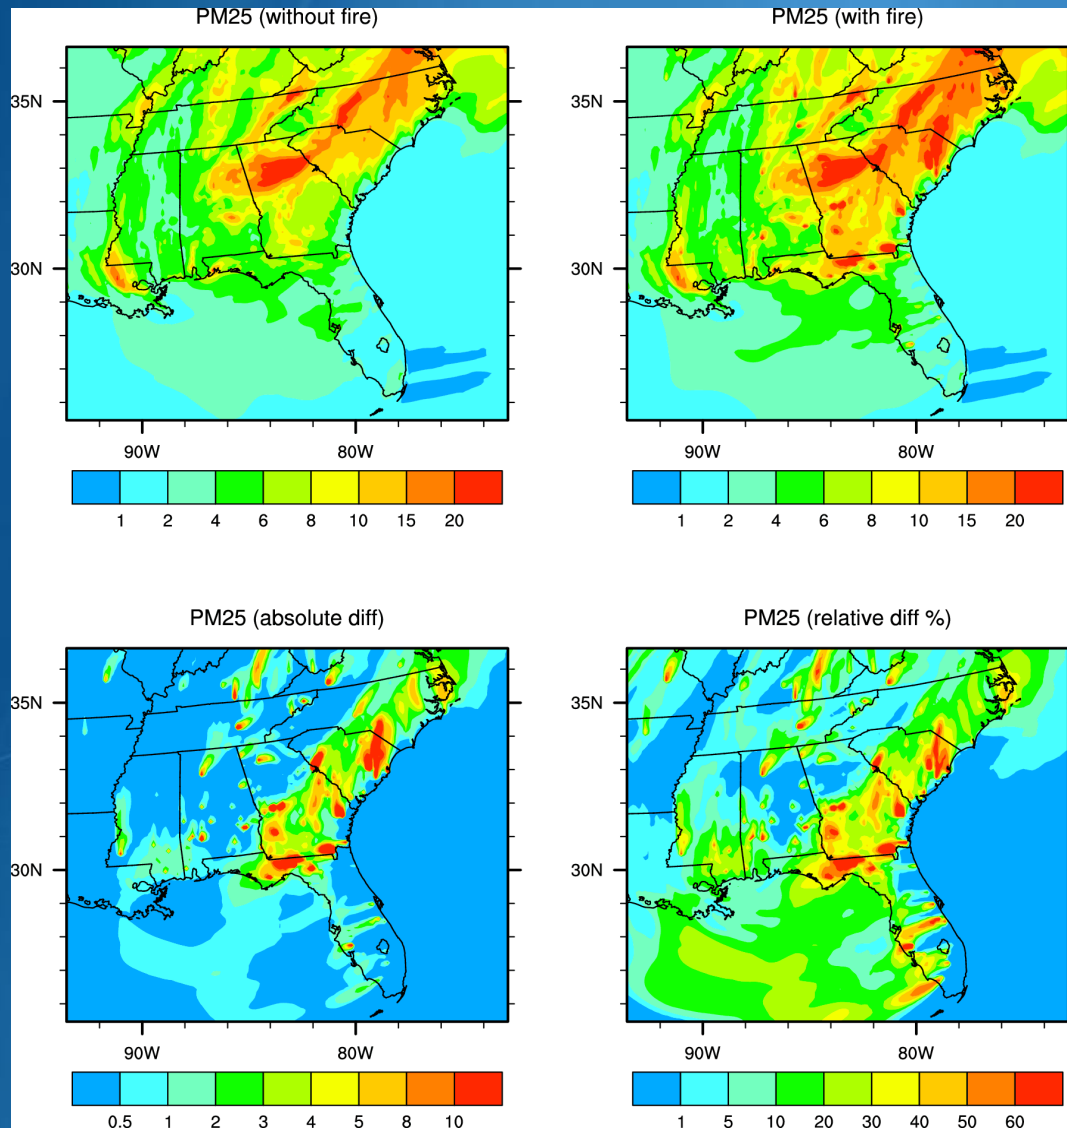 PM25 (without fire)
PM25 (with fire)
35N
30N
90W
80W
1 2 4 6 8 10 15 20
35N
30N
90W
80W
1 2 4 6 8 10 15 20
PM25 (absolute diff)
PM25 (relative diff %)
35N
30N
90W
80W
0.5 1 2 3 4 5 8 10
35N
30N
90W
80W
1 5 10 20 30 40 50 60